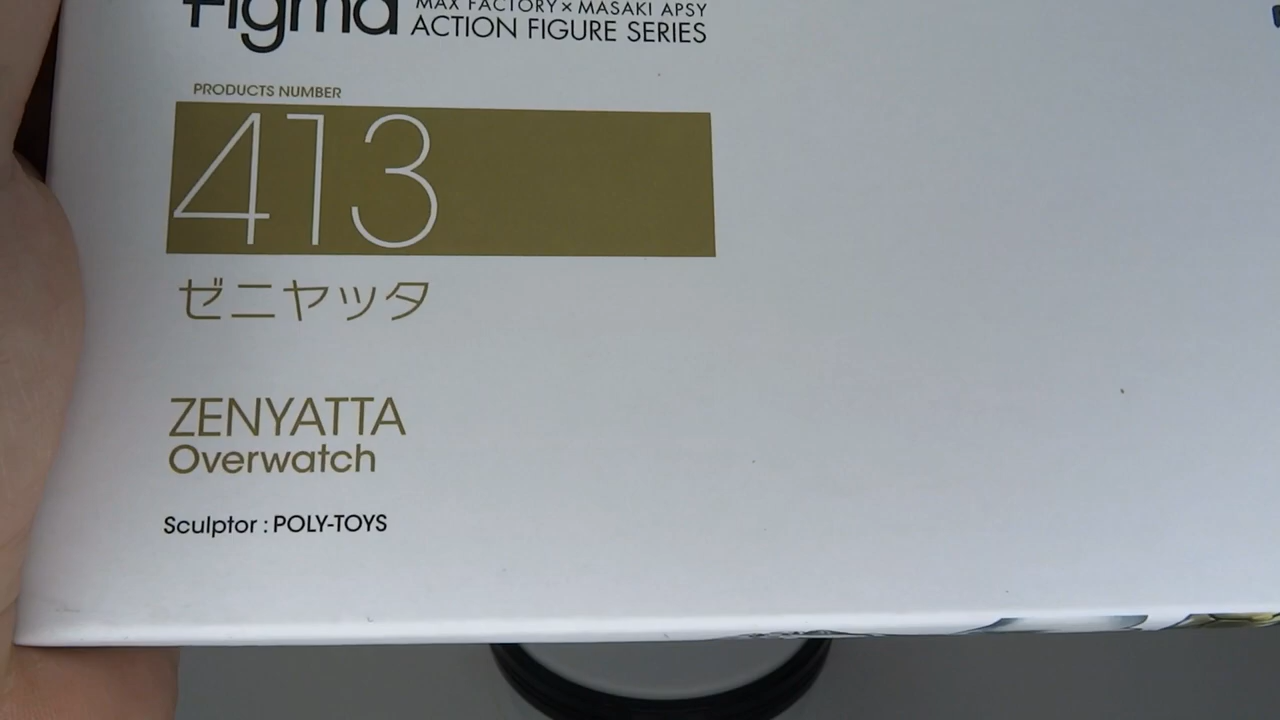 figma
MAX FACTORY×MASAKI APSY
ACTION FIGURE SERIES
PRODUCTS NUMBER
413
ゼニヤッタ
ZENYATTA
Overwatch
Sculptor : POLY-TOYS